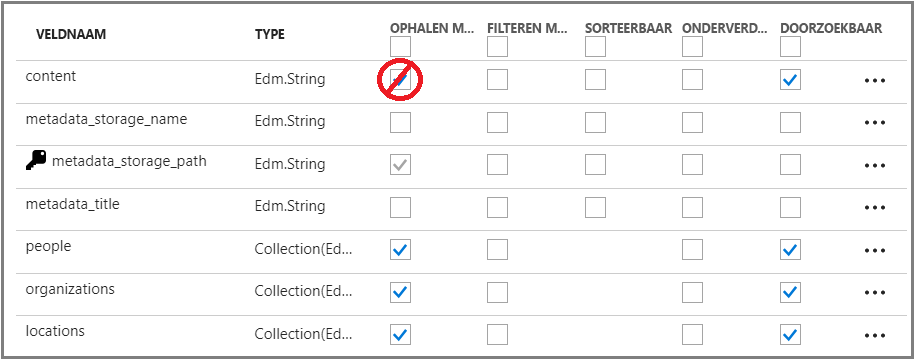 VELDNAAM TYPE OPHALEN M... FILTEREN M... SORTEERBAAR ONDERVERD... DOORZOEKBAAR
content Edm.String
metadata_storage_name Edm.String
metadata_storage_path Edm.String
metadata_title Edm.String
people Collection(Ed...
organizations Collection(Ed...
locations Collection(Ed...